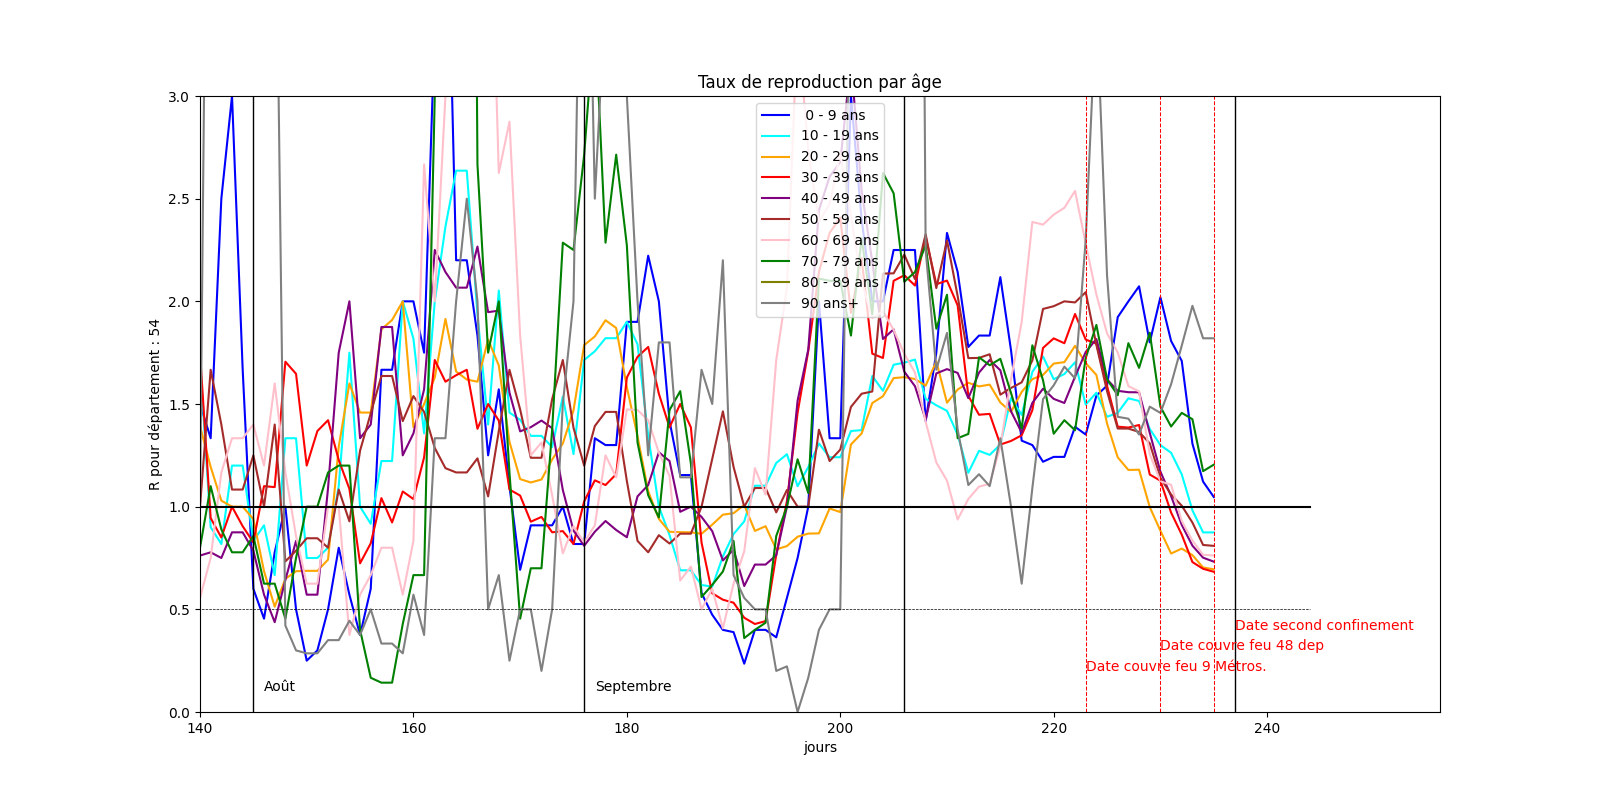 Taux de reproduction par âge
3.0
2.5
2.0
1.5
1.0
0.5
0.0
R pour département : 54
0 - 9 ans
10 - 19 ans
20 - 29 ans
30 - 39 ans
40 - 49 ans
50 - 59 ans
60 - 69 ans
70 - 79 ans
80 - 89 ans
90 ans+
Date second confinement
Date couvre feu 48 dep
Date couvre feu 9 Métros.
Août
Septembre
140
160
180
200
220
240
jours